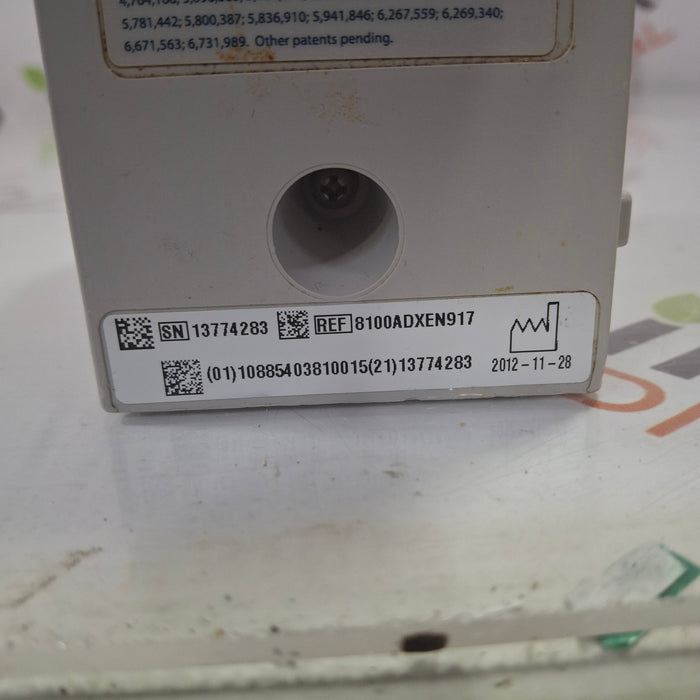 5,781,442; 5,800,387; 5,836,910; 5,941,846; 6,267,559; 6,269,340;
6,671,563; 6,731,989. Other patents pending.
SN 13774283 REF 8100ADXEN917
(01)10885403810015(21)13774283 2012-11-28